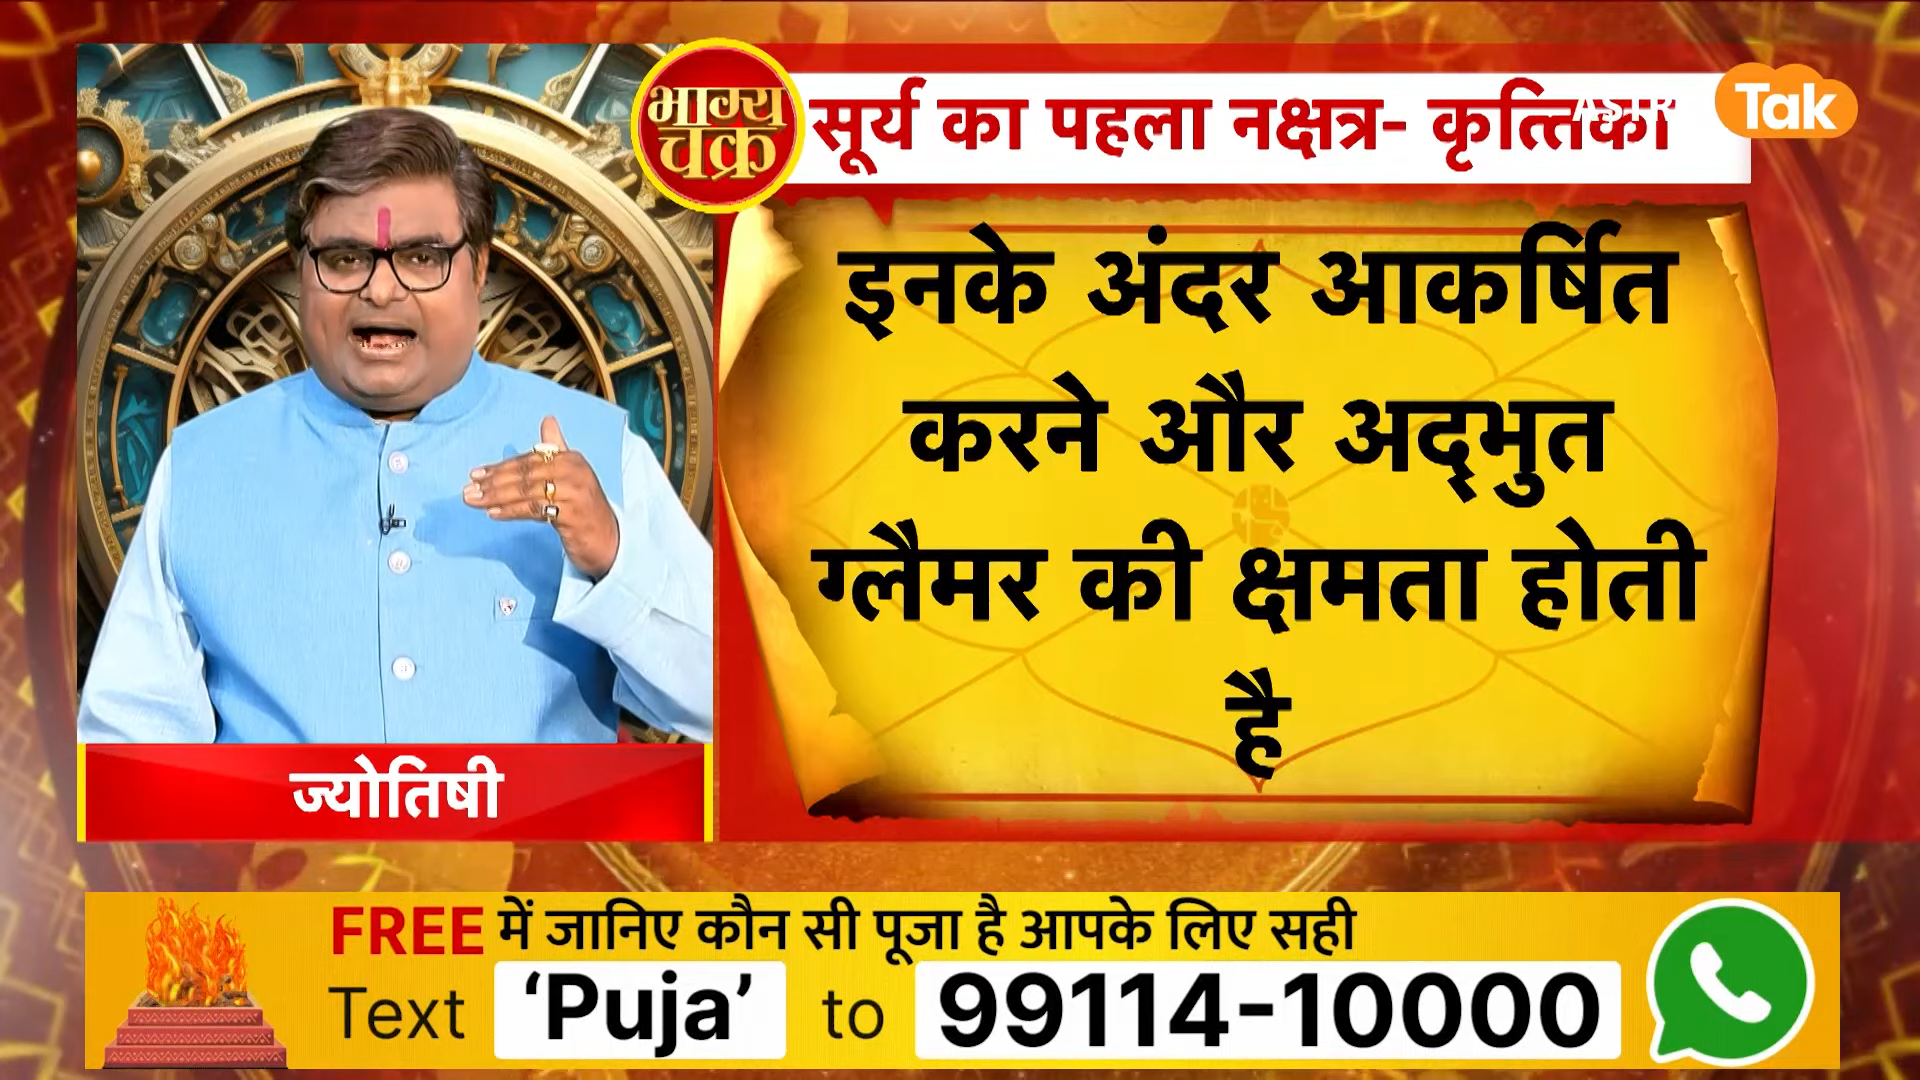 भाग्य
चक्र
सूर्य का पहला नक्षत्र- कृत्तिका
ASTR
Tak
इनके अंदर आकर्षित
करने और अद्‌भुत
ग्लैमर की क्षमता होती
है
ज्योतिषी
FREE में जानिए कौन सी पूजा है आपके लिए सही
Text 'Puja' to 99114-10000